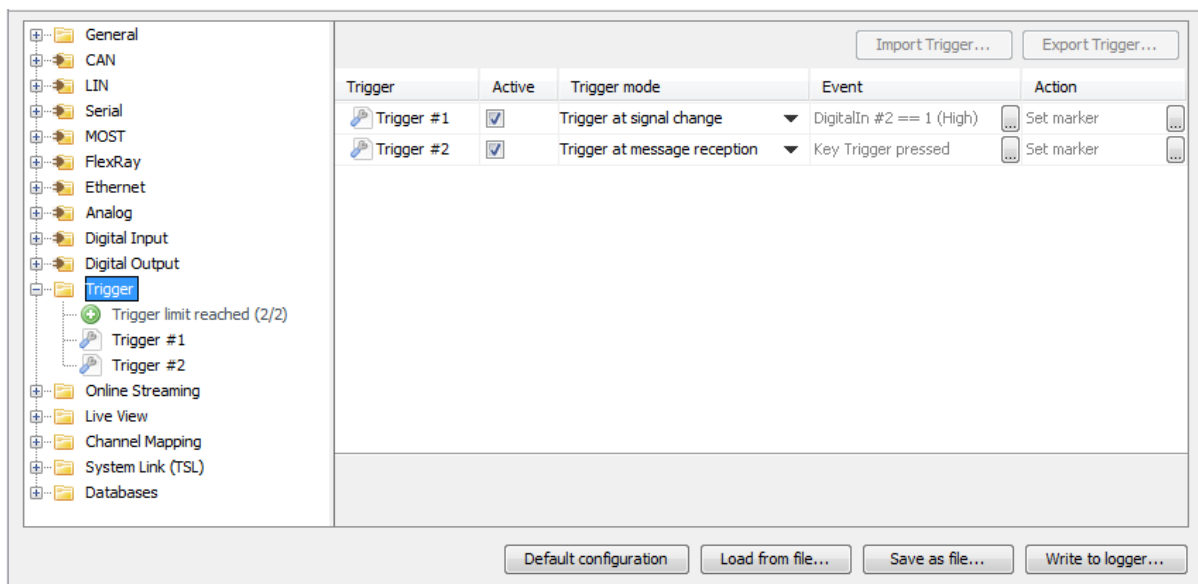 General
CAN
LIN
Serial
MOST
FlexRay
Ethernet
Analog
Digital Input
Digital Output
Trigger
Trigger limit reached (2/2)
Trigger #1
Trigger #2
Online Streaming
Live View
Channel Mapping
System Link (TSL)
Databases
Import Trigger... Export Trigger...
Trigger Active Trigger mode Event Action
Trigger #1 Trigger at signal change DigitalIn #2 == 1 (High) ... Set marker ...
Trigger #2 Trigger at message reception Key Trigger pressed ... Set marker ...
Default configuration Load from file... Save as file... Write to logger...